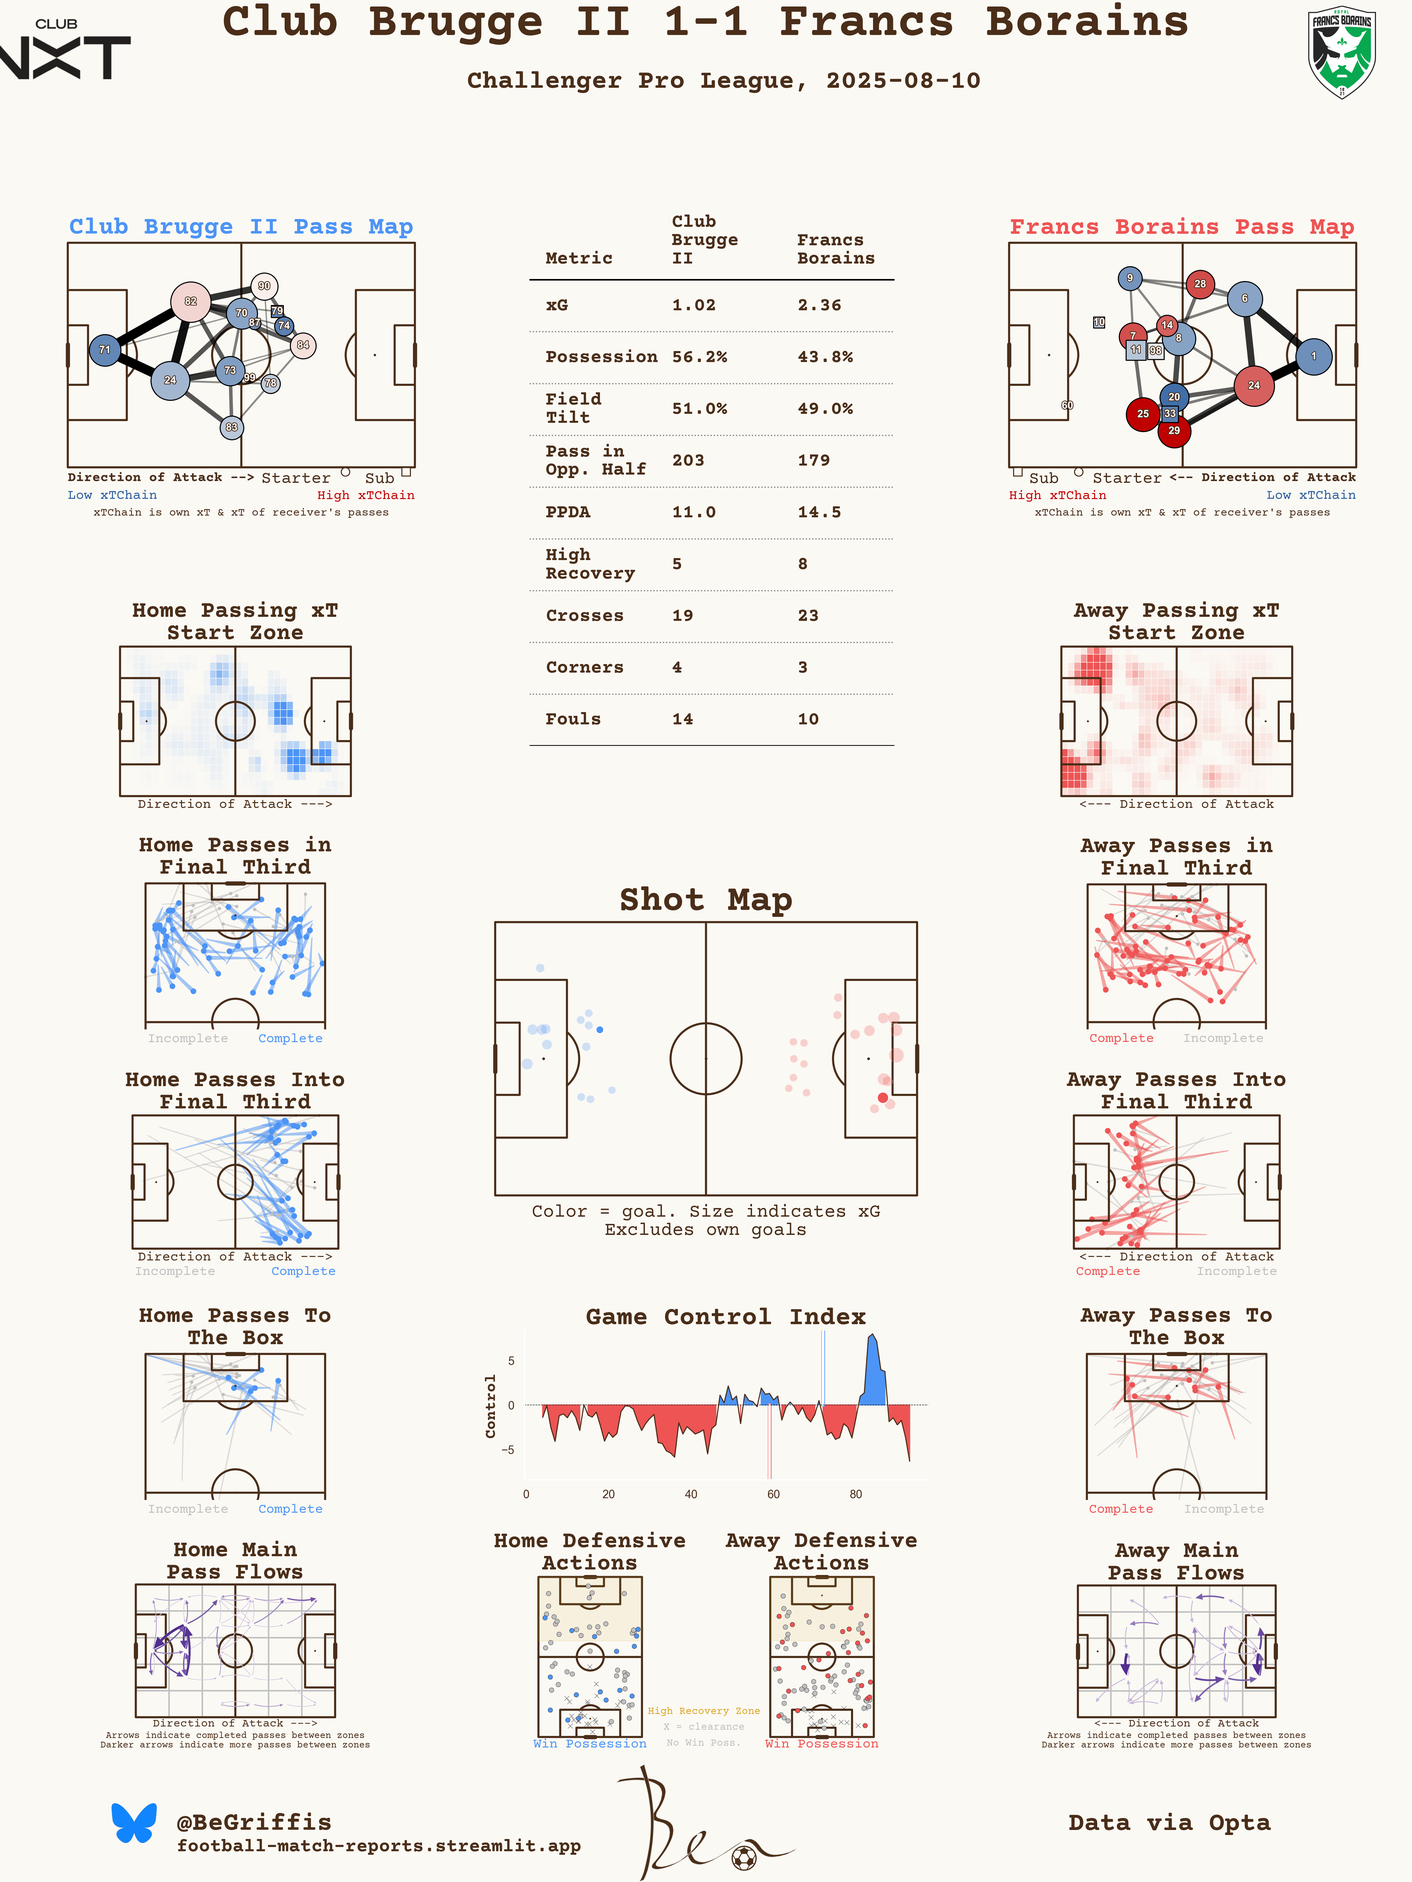 Club Brugge II 1-1 Francs Borains
CLUB
NXT
ROYAL
FRANCS BORAINS
Challenger Pro League, 2025-08-10
Club Brugge II Pass Map
90
82
70
79
87
74
71
84
73
99
78
24
83
Direction of Attack --> Starter Sub
Low xTChain High xTChain
xTChain is own xT & xT of receiver's passes
Metric Club Brugge II Francs Borains
xG 1.02 2.36
Possession 56.2% 43.8%
Field Tilt 51.0% 49.0%
Pass in Opp. Half 203 179
PPDA 11.0 14.5
High Recovery 5 8
Crosses 19 23
Corners 4 3
Fouls 14 10
Francs Borains Pass Map
9
28
6
10
14
7
8
11
98
1
24
20
60
25
33
29
Sub Starter <-- Direction of Attack
High xTChain Low xTChain
xTChain is own xT & xT of receiver's passes
Home Passing xT
Start Zone
Direction of Attack --->
Away Passing xT
Start Zone
<--- Direction of Attack
Home Passes in
Final Third
Incomplete Complete
Away Passes in
Final Third
Complete Incomplete
Shot Map
Color = goal. Size indicates xG
Excludes own goals
Home Passes Into
Final Third
Direction of Attack --->
Incomplete Complete
Away Passes Into
Final Third
<--- Direction of Attack
Complete Incomplete
Home Passes To
The Box
Incomplete Complete
Game Control Index
Control
5
0
−5
0 20 40 60 80
Away Passes To
The Box
Complete Incomplete
Home Main
Pass Flows
Direction of Attack --->
Arrows indicate completed passes between zones
Darker arrows indicate more passes between zones
Home Defensive
Actions
Win Possession
Away Defensive
Actions
Win Possession
High Recovery Zone
X = clearance
No Win Poss.
Away Main
Pass Flows
<--- Direction of Attack
Arrows indicate completed passes between zones
Darker arrows indicate more passes between zones
@BeGriffis
football-match-reports.streamlit.app
Ben
Data via Opta